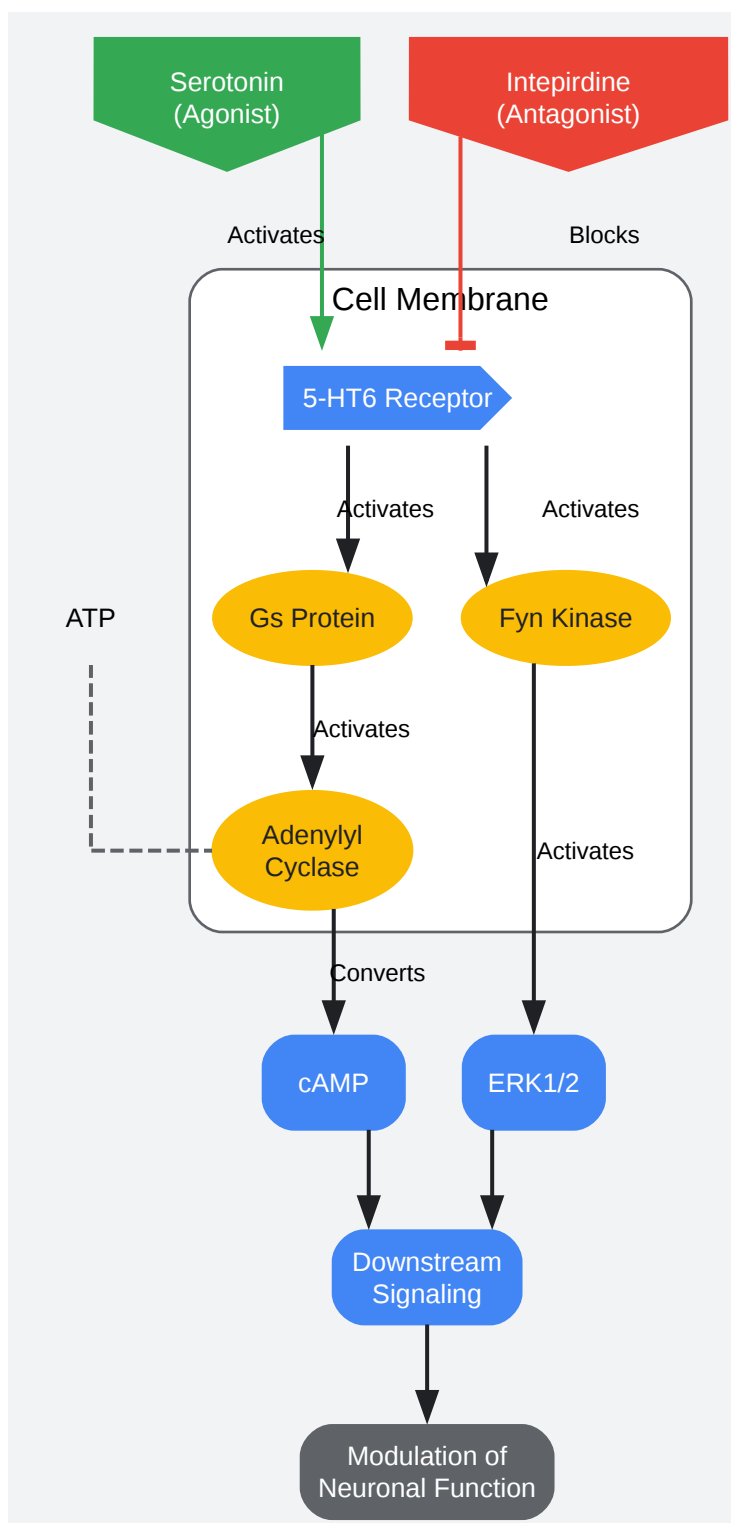 Serotonin
(Agonist)
Intepirdine
(Antagonist)
Activates
Blocks
Cell Membrane
5-HT6 Receptor
Activates
Activates
ATP
Gs Protein
Fyn Kinase
Activates
Adenylyl
Cyclase
Activates
Converts
cAMP
ERK1/2
Downstream
Signaling
Modulation of
Neuronal Function